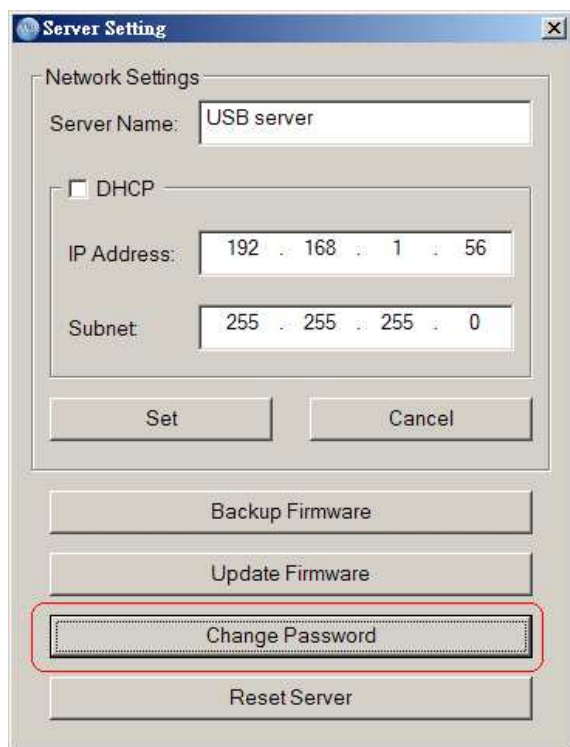 Server Setting
Network Settings
Server Name: USB server
DHCP
IP Address: 192 . 168 . 1 . 56
Subnet: 255 . 255 . 255 . 0
Set Cancel
Backup Firmware
Update Firmware
Change Password
Reset Server